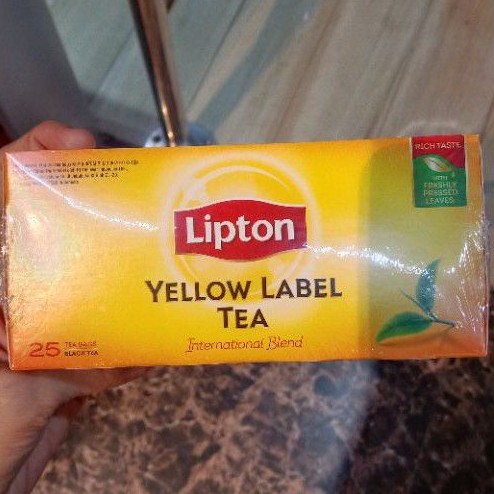 RICH TASTE
WITH
FRESHLY
PRESSED
LEAVES
Lipton
YELLOW LABEL
TEA
International Blend
25 TEA BAGS
BLACK TEA